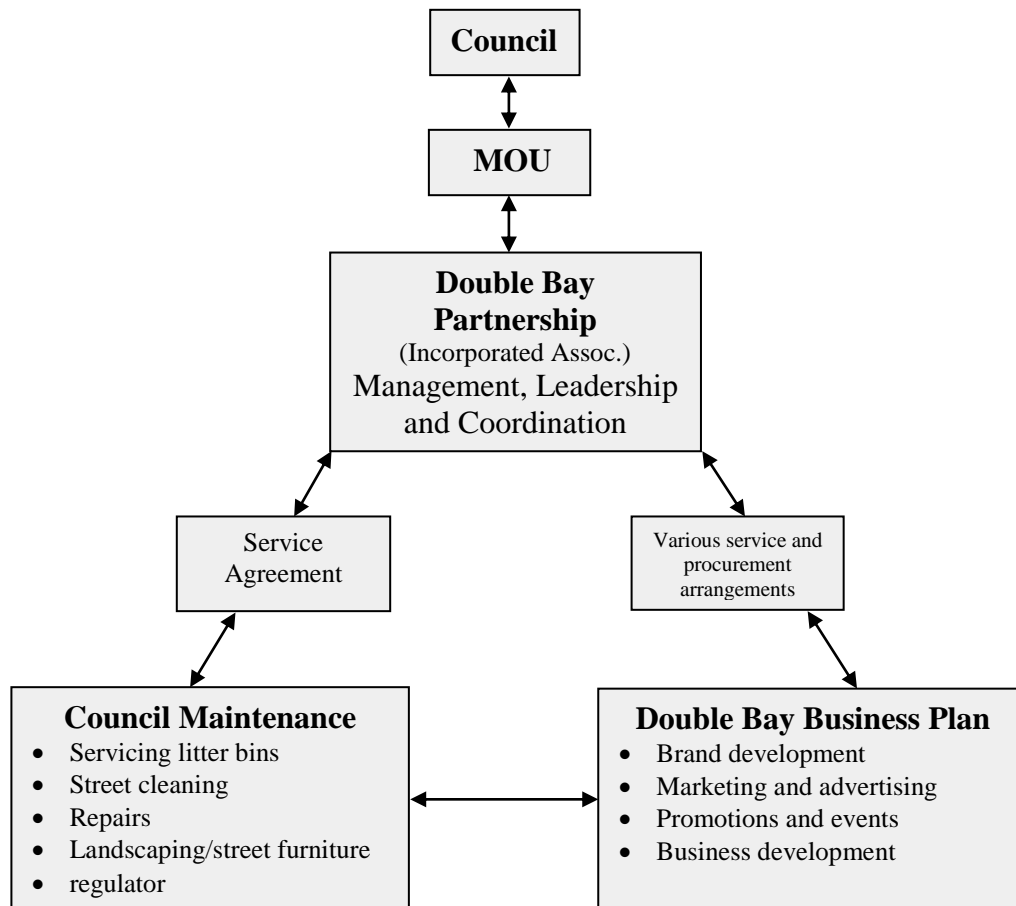 Council
MOU
Double Bay
Partnership
(Incorporated Assoc.)
Management, Leadership
and Coordination
Service
Agreement
Various service and
procurement
arrangements
Council Maintenance
• Servicing litter bins
• Street cleaning
• Repairs
• Landscaping/street furniture
• regulator
Double Bay Business Plan
• Brand development
• Marketing and advertising
• Promotions and events
• Business development